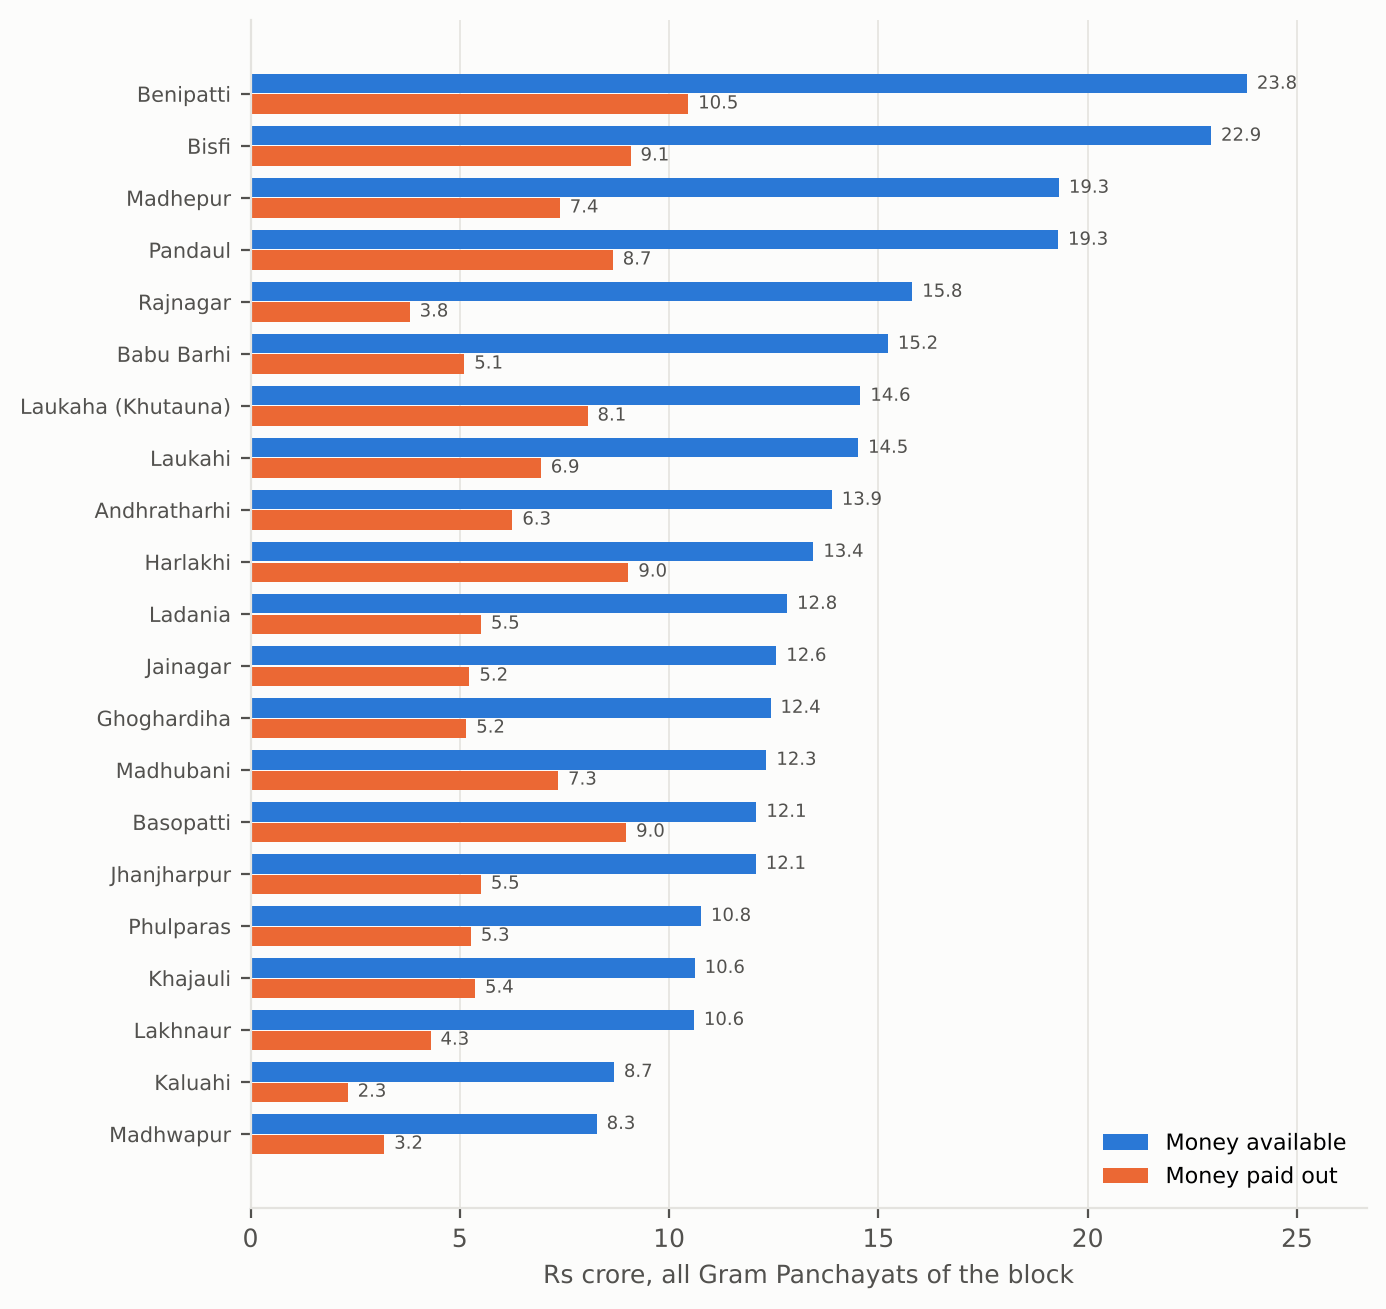 Benipatti 23.8
10.5
Bisfi 22.9
9.1
Madhepur 19.3
7.4
Pandaul 19.3
8.7
Rajnagar 15.8
3.8
Babu Barhi 15.2
5.1
Laukaha (Khutauna) 14.6
8.1
Laukahi 14.5
6.9
Andhratharhi 13.9
6.3
Harlakhi 13.4
9.0
Ladania 12.8
5.5
Jainagar 12.6
5.2
Ghoghardiha 12.4
5.2
Madhubani 12.3
7.3
Basopatti 12.1
9.0
Jhanjharpur 12.1
5.5
Phulparas 10.8
5.3
Khajauli 10.6
5.4
Lakhnaur 10.6
4.3
Kaluahi 8.7
2.3
Madhwapur 8.3
3.2
Money available
Money paid out
0 5 10 15 20 25
Rs crore, all Gram Panchayats of the block